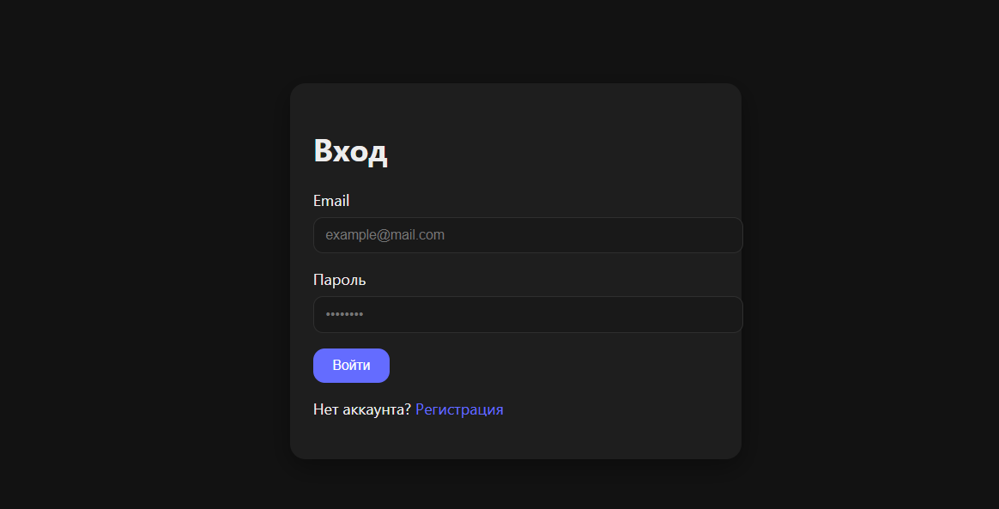 Вход
Email
example@mail.com
Пароль
••••••••
Войти
Нет аккаунта? Регистрация